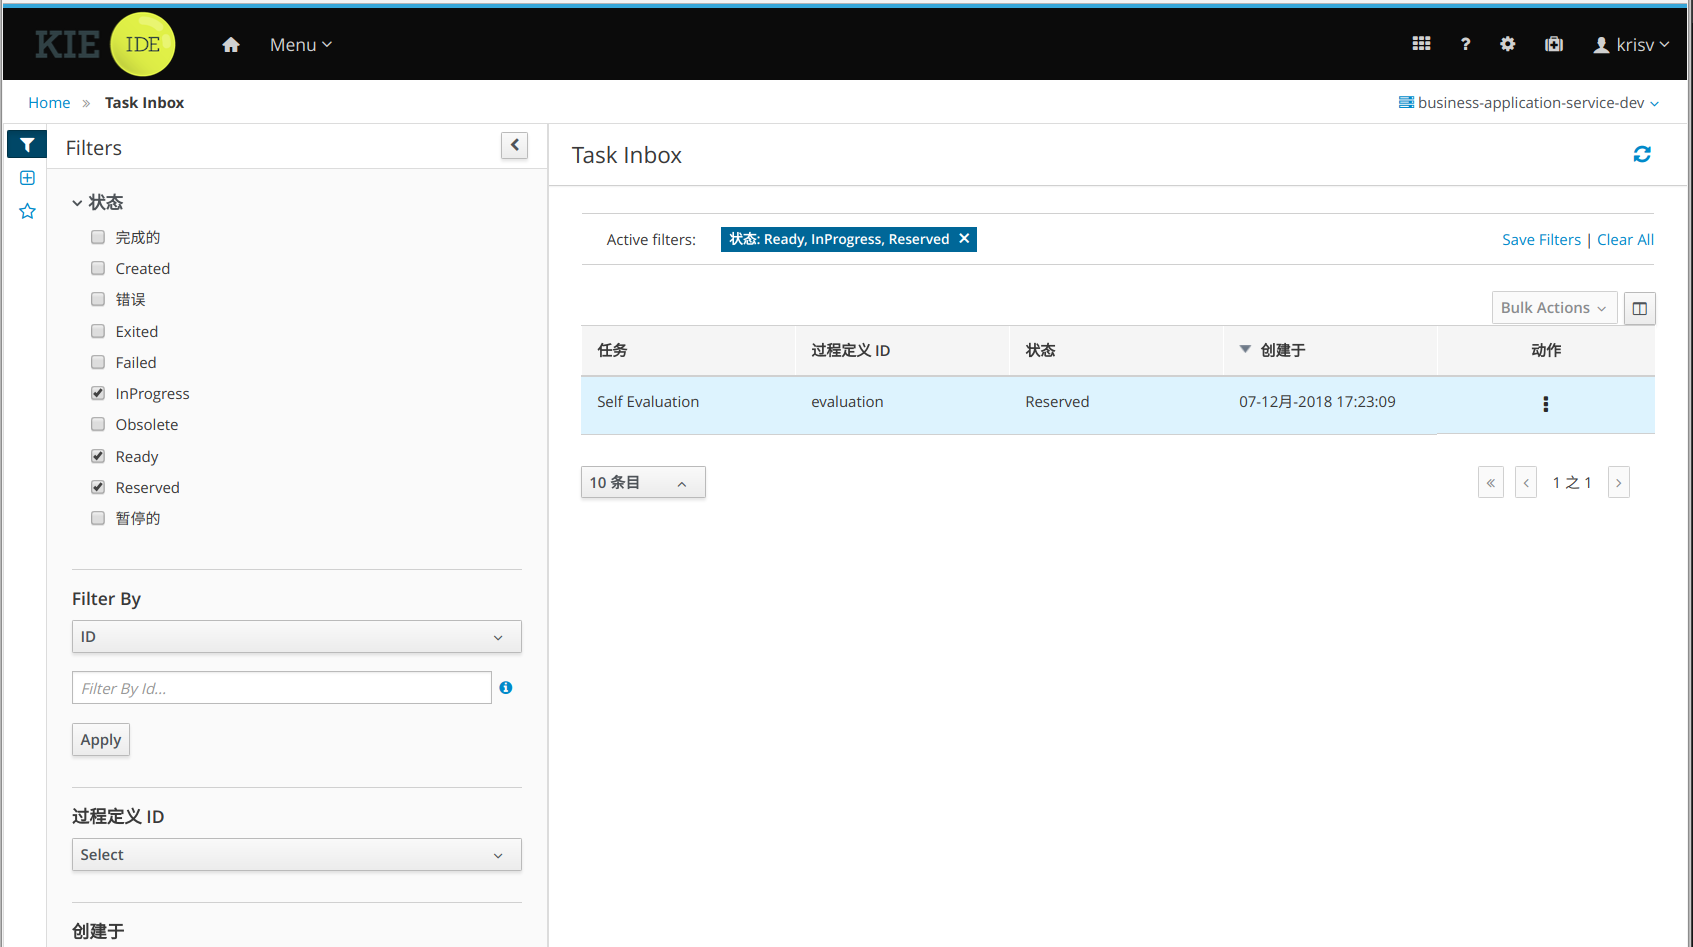 KIE IDE Menu ? krisv
Home » Task Inbox business-application-service-dev
Filters
状态
完成的
Created
错误
Exited
Failed
InProgress
Obsolete
Ready
Reserved
暂停的
Filter By
ID
Filter By Id...
Apply
过程定义 ID
Select
创建于
Task Inbox
Active filters: 状态: Ready, InProgress, Reserved ✕ Save Filters | Clear All
Bulk Actions
任务 过程定义 ID 状态 创建于 动作
Self Evaluation evaluation Reserved 07-12月-2018 17:23:09
10 条目 « ‹ 1 之 1 ›